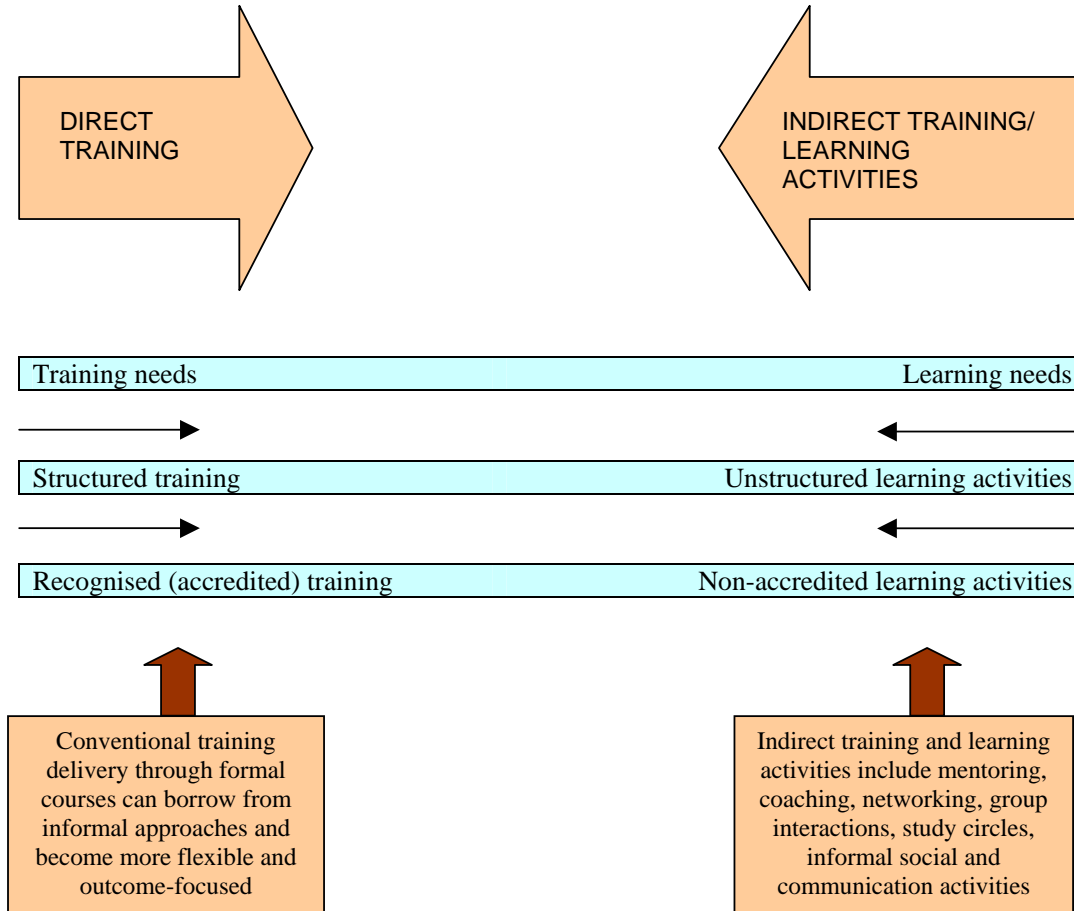 DIRECT
TRAINING
INDIRECT TRAINING/
LEARNING
ACTIVITIES
Training needs
Learning needs
Structured training
Unstructured learning activities
Recognised (accredited) training
Non-accredited learning activities
Conventional training
delivery through formal
courses can borrow from
informal approaches and
become more flexible and
outcome-focused
Indirect training and learning
activities include mentoring,
coaching, networking, group
interactions, study circles,
informal social and
communication activities